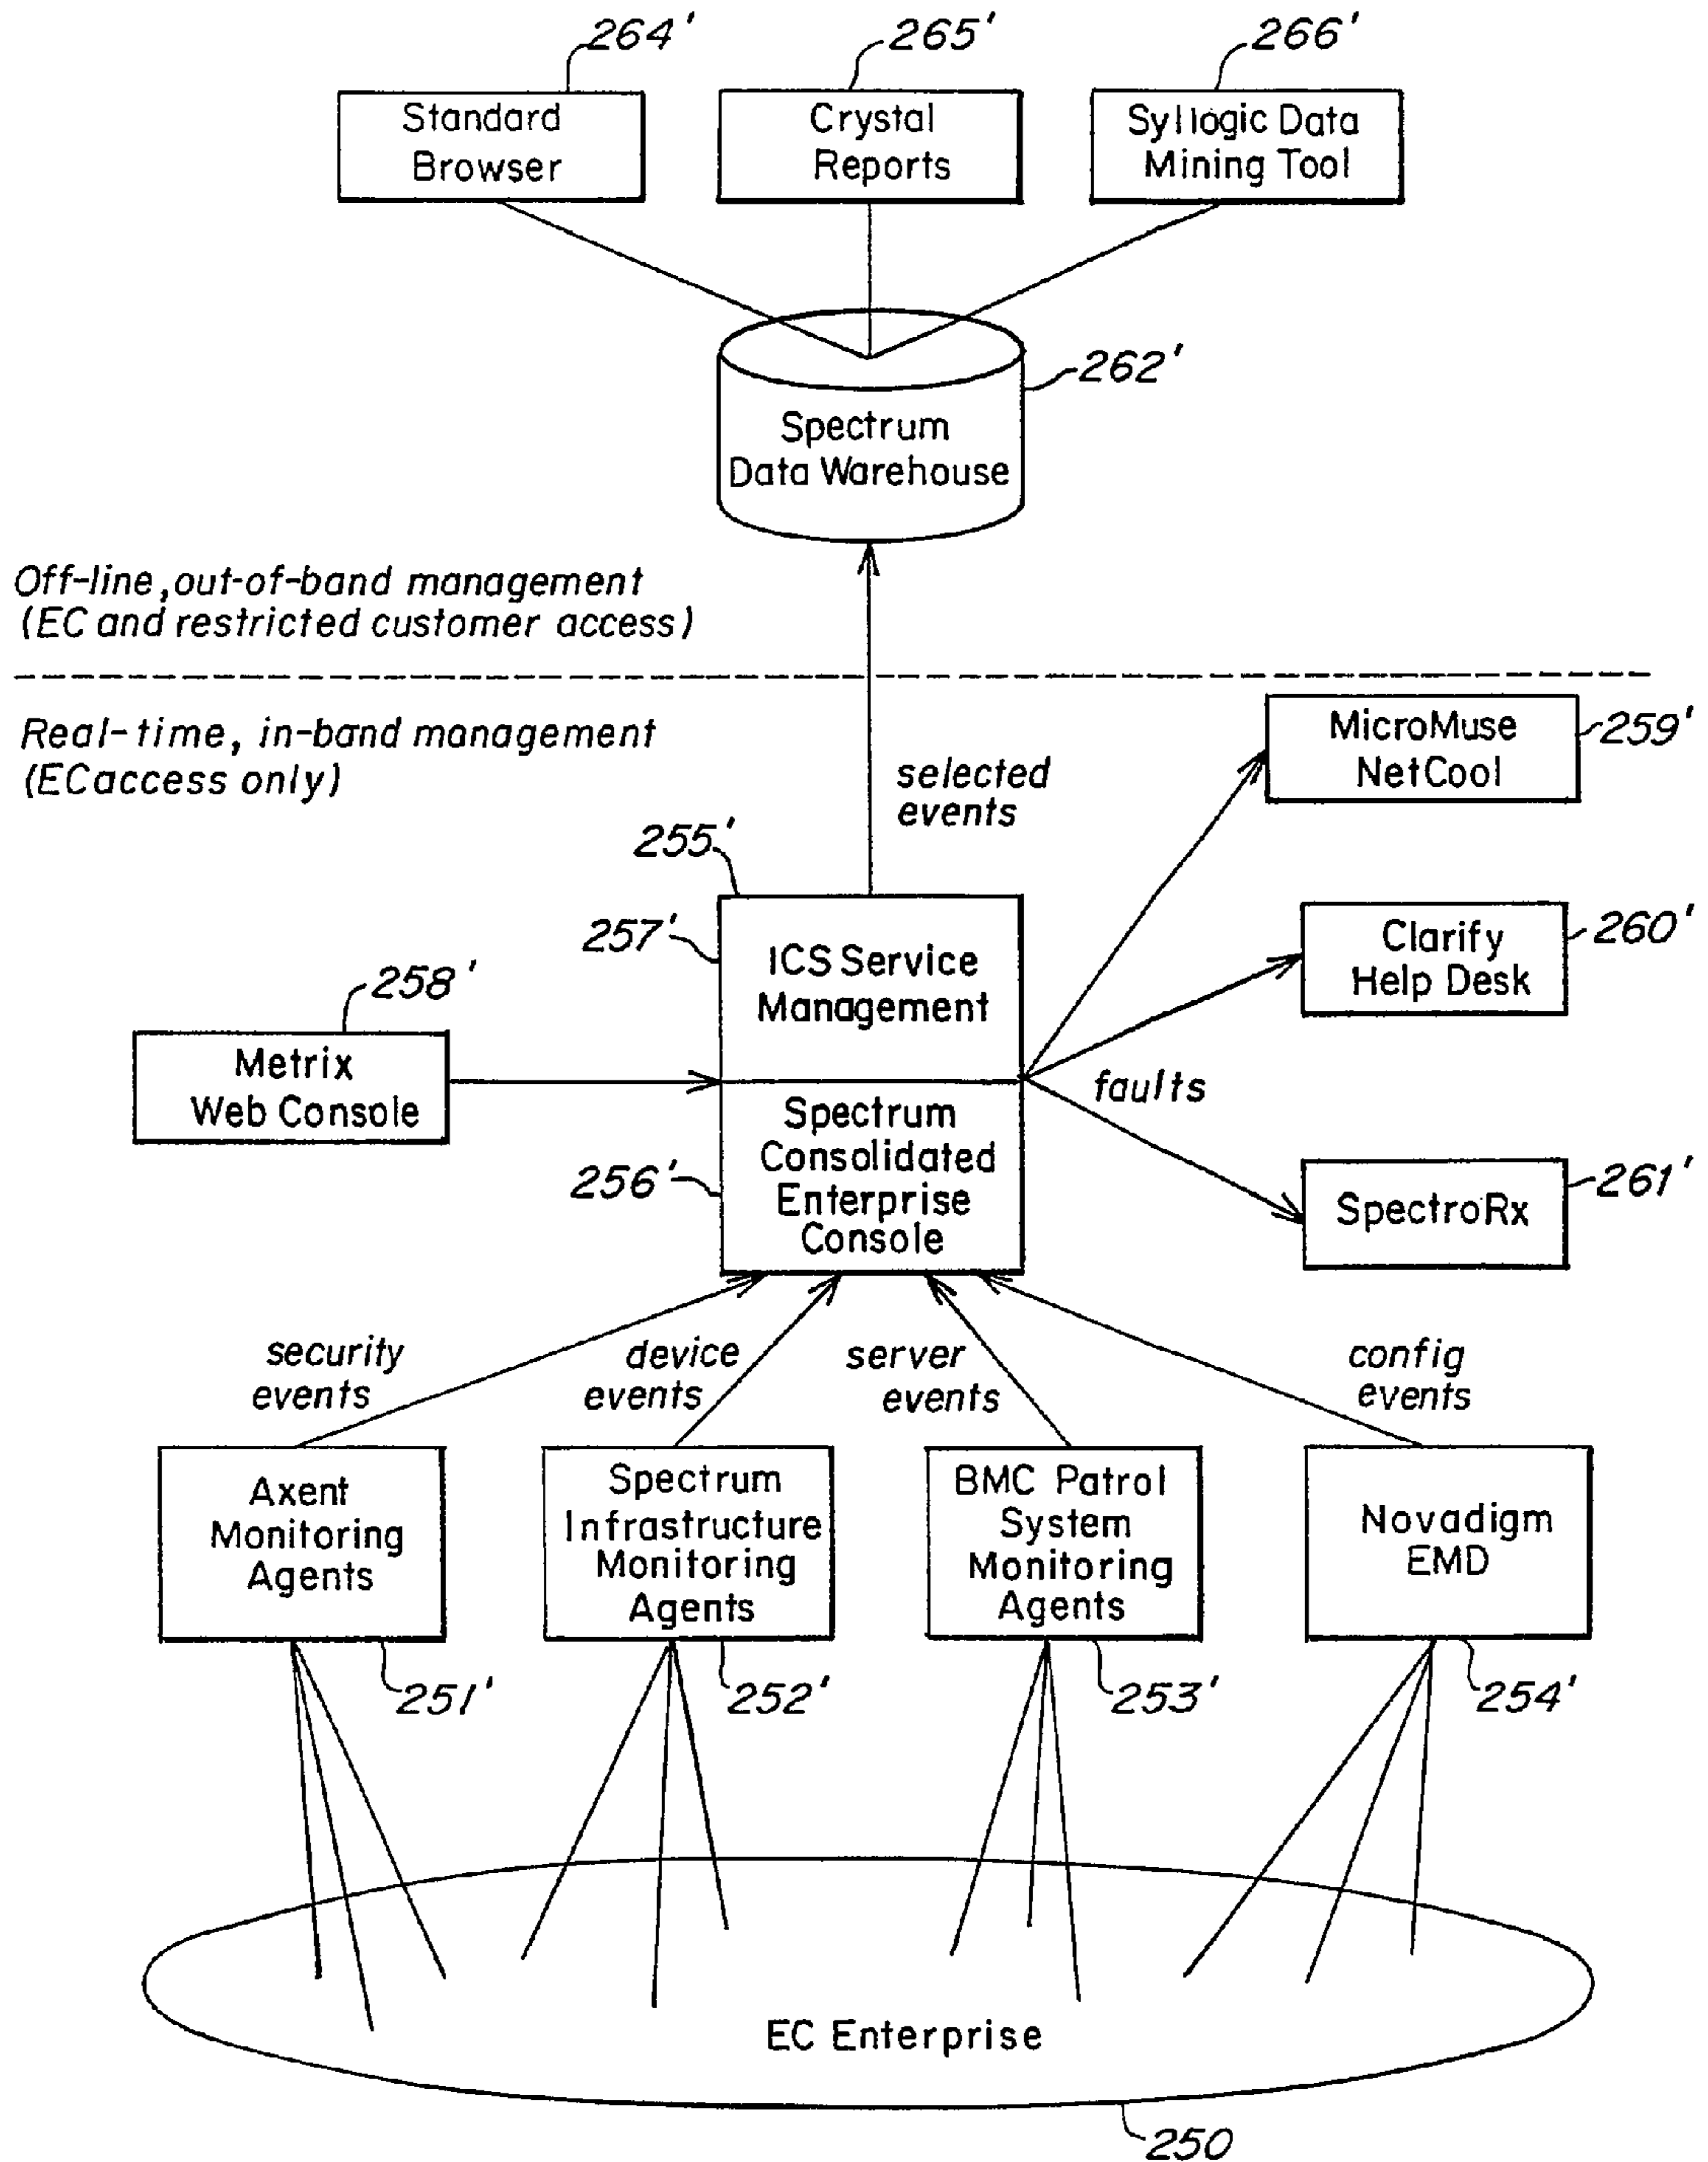 264'
265'
266'
Standard
Browser
Crystal
Reports
Syllogic Data
Mining Tool
262'
Spectrum
Data Warehouse
Off-line, out-of-band management
(EC and restricted customer access)
Real-time, in-band management
(EC access only)
selected
events
MicroMuse
NetCool
259'
255'
257'
ICS Service
Management
Clarify
Help Desk
260'
258'
Metrix
Web Console
faults
Spectrum
Consolidated
Enterprise
Console
256'
SpectroRx
261'
security
events
device
events
server
events
config
events
Axent
Monitoring
Agents
Spectrum
Infrastructure
Monitoring
Agents
BMC Patrol
System
Monitoring
Agents
Novadigm
EMD
251'
252'
253'
254'
EC Enterprise
250